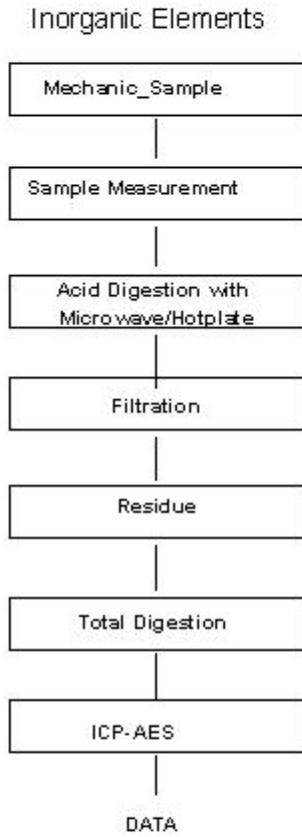 Inorganic Elements
Mechanic_Sample
Sample Measurement
Acid Digestion with
Microwave/Hotplate
Filtration
Residue
Total Digestion
ICP-AES
DATA